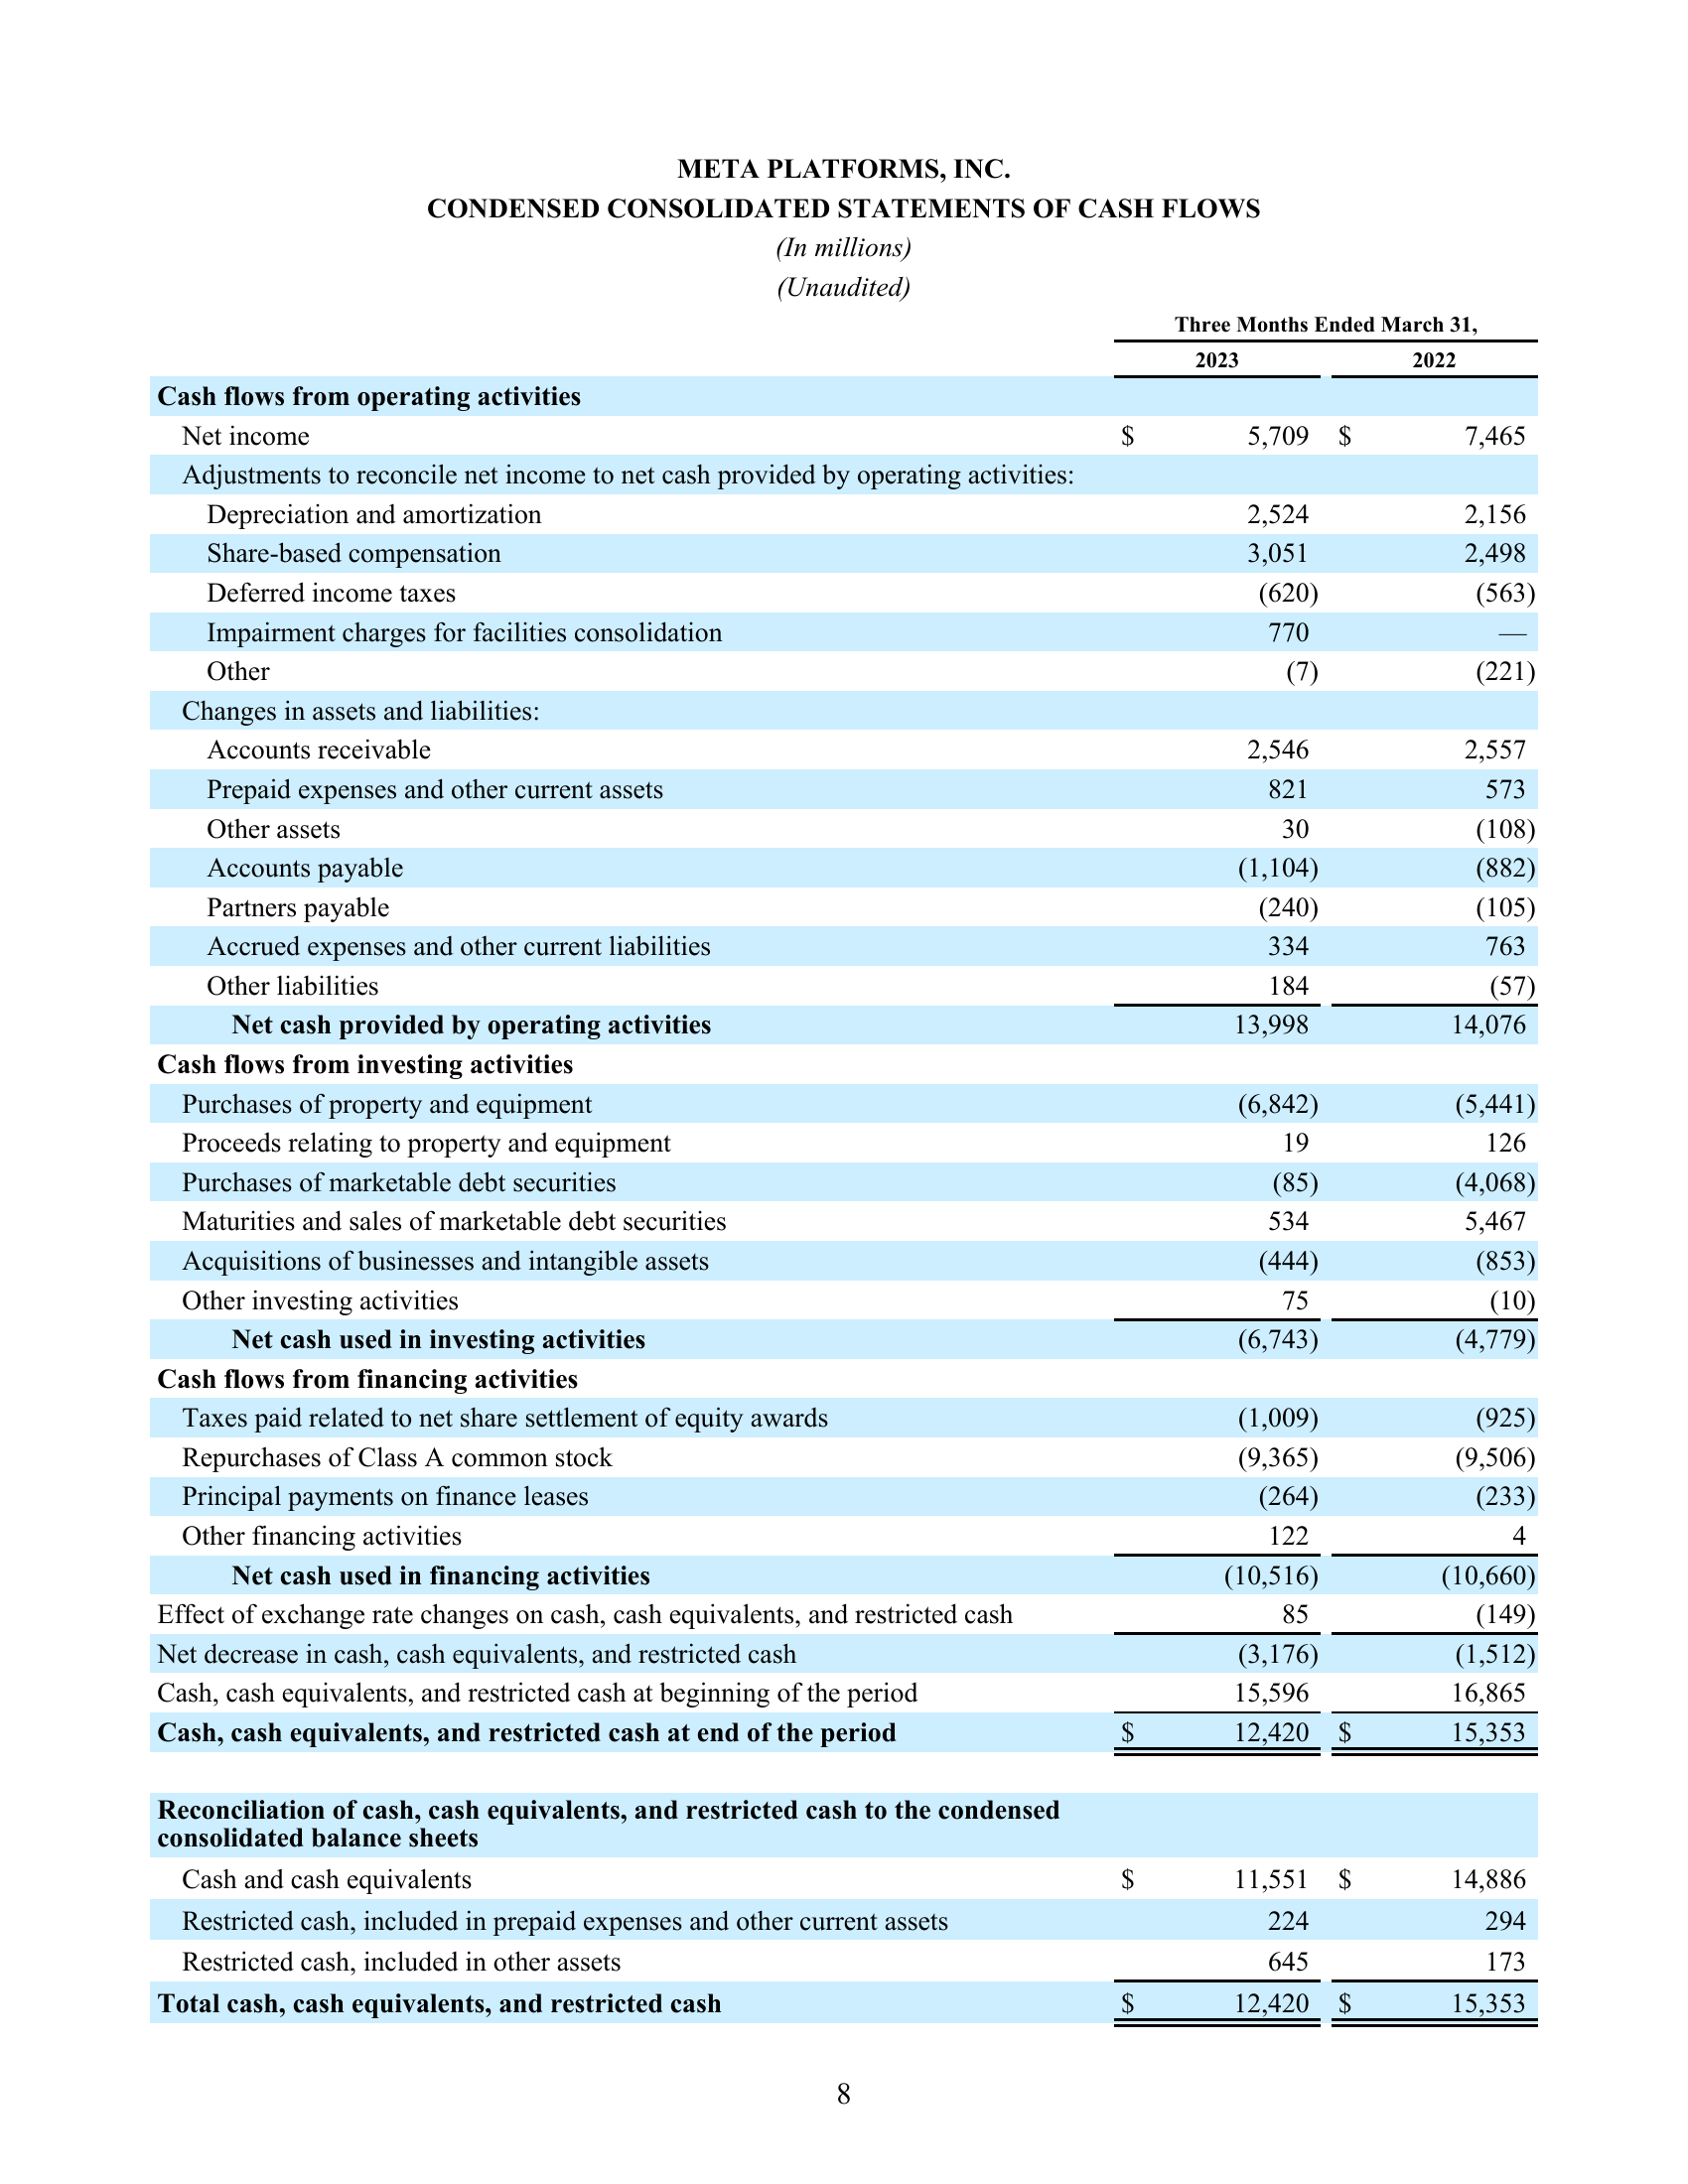 META PLATFORMS, INC.
CONDENSED CONSOLIDATED STATEMENTS OF CASH FLOWS
(In millions)
(Unaudited)
Three Months Ended March 31,
2023 2022
Cash flows from operating activities
Net income $ 5,709 $ 7,465
Adjustments to reconcile net income to net cash provided by operating activities:
Depreciation and amortization 2,524 2,156
Share-based compensation 3,051 2,498
Deferred income taxes (620) (563)
Impairment charges for facilities consolidation 770 —
Other (7) (221)
Changes in assets and liabilities:
Accounts receivable 2,546 2,557
Prepaid expenses and other current assets 821 573
Other assets 30 (108)
Accounts payable (1,104) (882)
Partners payable (240) (105)
Accrued expenses and other current liabilities 334 763
Other liabilities 184 (57)
Net cash provided by operating activities 13,998 14,076
Cash flows from investing activities
Purchases of property and equipment (6,842) (5,441)
Proceeds relating to property and equipment 19 126
Purchases of marketable debt securities (85) (4,068)
Maturities and sales of marketable debt securities 534 5,467
Acquisitions of businesses and intangible assets (444) (853)
Other investing activities 75 (10)
Net cash used in investing activities (6,743) (4,779)
Cash flows from financing activities
Taxes paid related to net share settlement of equity awards (1,009) (925)
Repurchases of Class A common stock (9,365) (9,506)
Principal payments on finance leases (264) (233)
Other financing activities 122 4
Net cash used in financing activities (10,516) (10,660)
Effect of exchange rate changes on cash, cash equivalents, and restricted cash 85 (149)
Net decrease in cash, cash equivalents, and restricted cash (3,176) (1,512)
Cash, cash equivalents, and restricted cash at beginning of the period 15,596 16,865
Cash, cash equivalents, and restricted cash at end of the period $ 12,420 $ 15,353
Reconciliation of cash, cash equivalents, and restricted cash to the condensed
consolidated balance sheets
Cash and cash equivalents $ 11,551 $ 14,886
Restricted cash, included in prepaid expenses and other current assets 224 294
Restricted cash, included in other assets 645 173
Total cash, cash equivalents, and restricted cash $ 12,420 $ 15,353
8